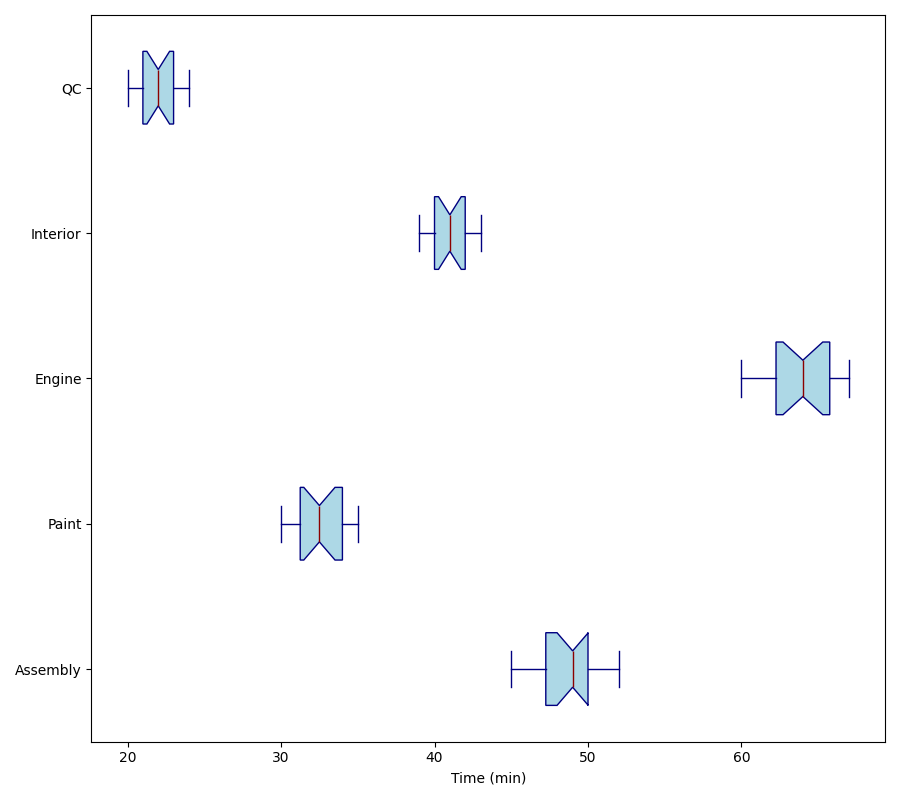 QC
Interior
Engine
Paint
Assembly
20 30 40 50 60
Time (min)